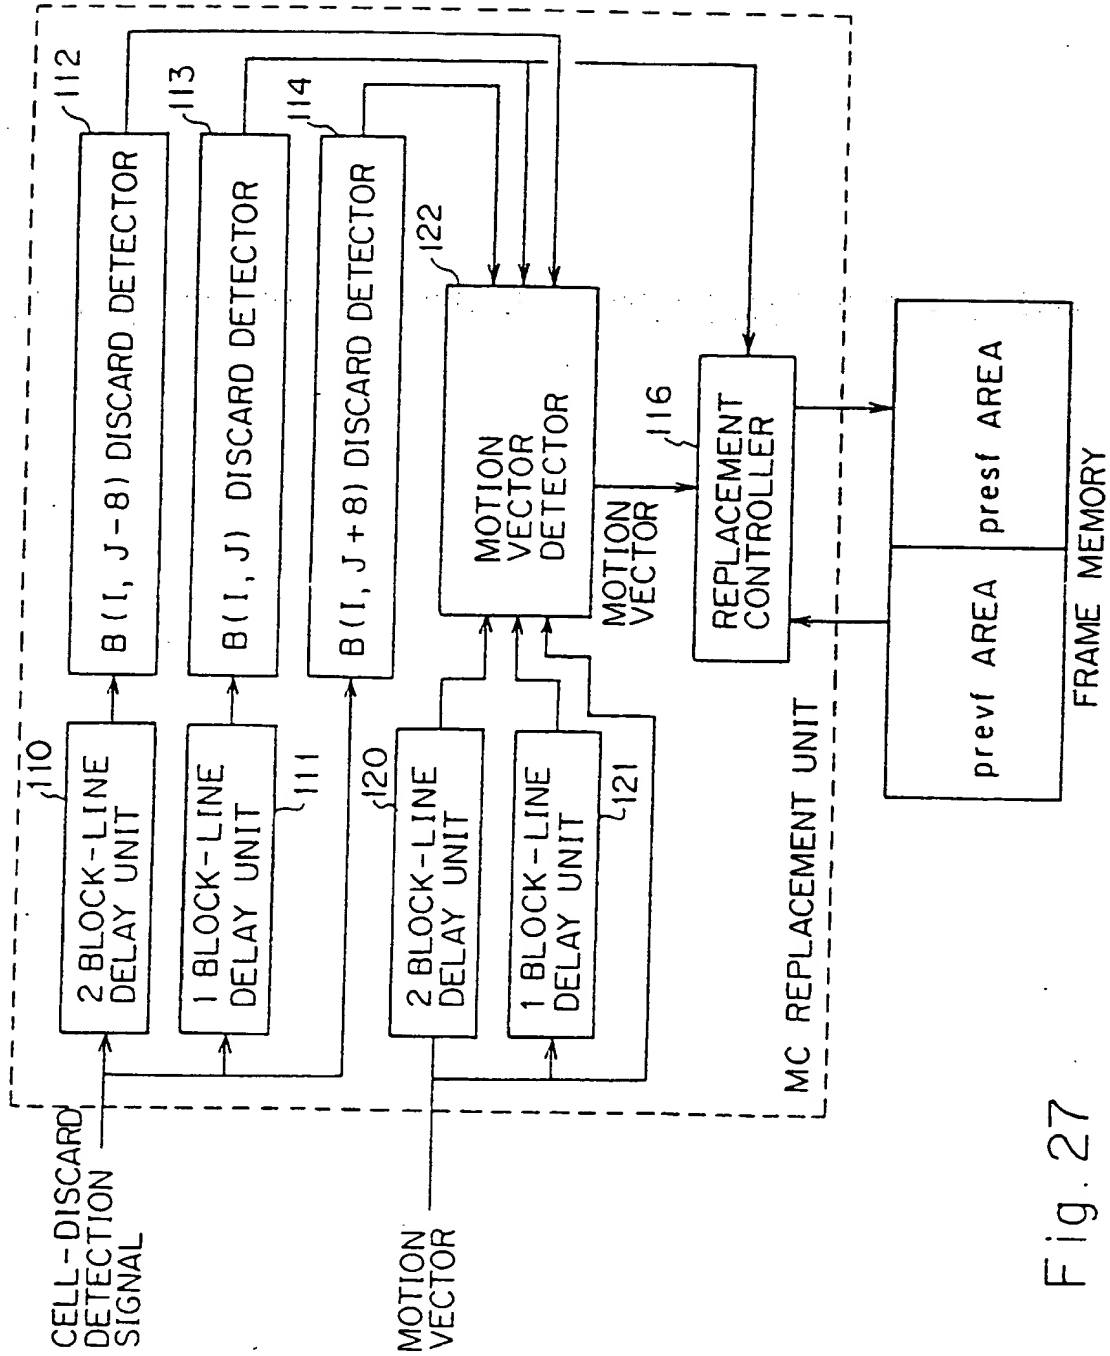 CELL-DISCARD
DETECTION
SIGNAL
110
2 BLOCK-LINE
DELAY UNIT
112
B(I, J-8) DISCARD DETECTOR
1 BLOCK-LINE
DELAY UNIT
111
113
B(I, J) DISCARD DETECTOR
114
B(I, J+8) DISCARD DETECTOR
MOTION
VECTOR
120
2 BLOCK-LINE
DELAY UNIT
1 BLOCK-LINE
DELAY UNIT
121
122
MOTION
VECTOR
DETECTOR
MOTION
VECTOR
116
REPLACEMENT
CONTROLLER
MC REPLACEMENT UNIT
prevf AREA
presf AREA
FRAME MEMORY
Fig. 27